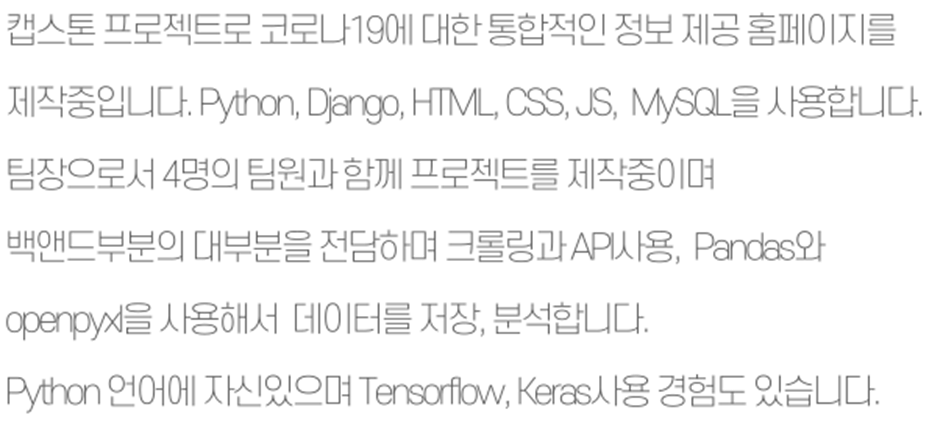 캡스톤 프로젝트로 코로나19에 대한 통합적인 정보 제공 홈페이지를
제작중입니다. Python, Django, HTML, CSS, JS, MySQL을 사용합니다.
팀장으로서 4명의 팀원과 함께 프로젝트를 제작중이며
백앤드부분의 대부분을 전담하며 크롤링과 API사용, Pandas와
openpyxl을 사용해서 데이터를 저장, 분석합니다.
Python 언어에 자신있으며 Tensorflow, Keras사용 경험도 있습니다.